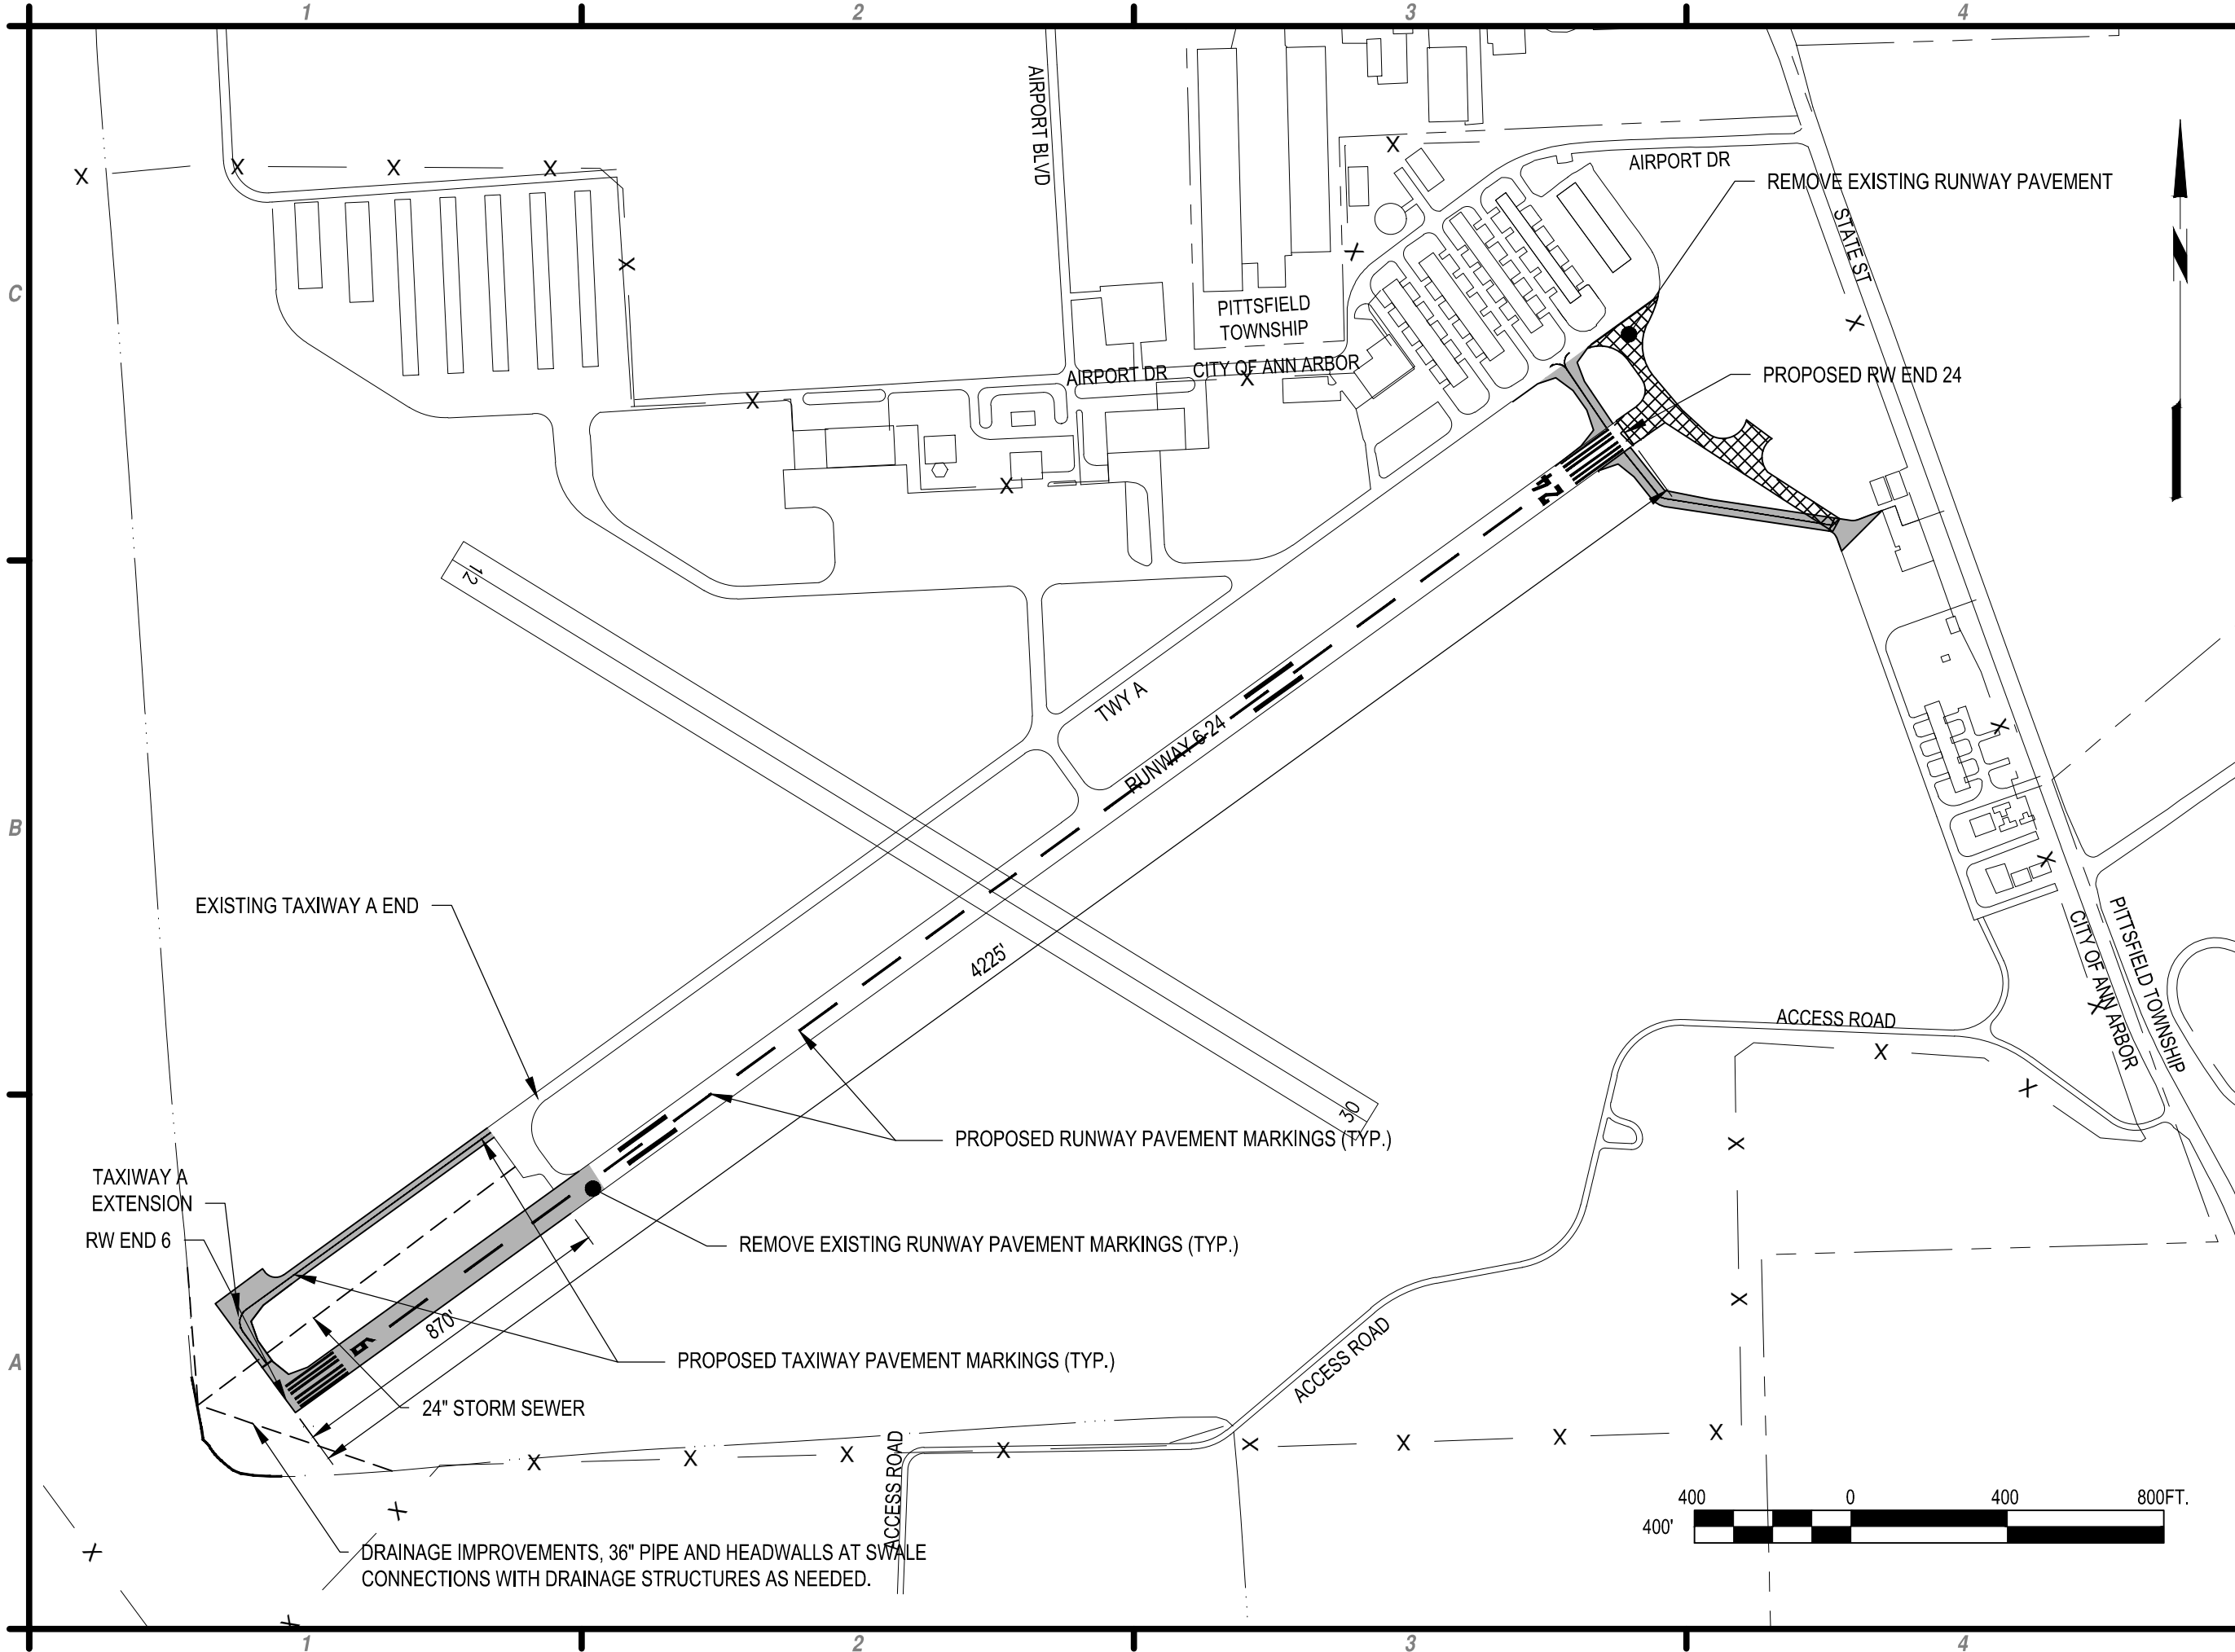 1
2
3
4
AIRPORT BLVD
AIRPORT DR
REMOVE EXISTING RUNWAY PAVEMENT
STATE ST
C
PITTSFIELD
TOWNSHIP
CITY OF ANN ARBOR
AIRPORT DR
PROPOSED RW END 24
24
12
TWY A
RUNWAY 6-24
B
EXISTING TAXIWAY A END
4225'
PITTSFIELD TOWNSHIP
CITY OF ANN ARBOR
ACCESS ROAD
30
PROPOSED RUNWAY PAVEMENT MARKINGS (TYP.)
TAXIWAY A
EXTENSION
RW END 6
REMOVE EXISTING RUNWAY PAVEMENT MARKINGS (TYP.)
870'
6
A
PROPOSED TAXIWAY PAVEMENT MARKINGS (TYP.)
ACCESS ROAD
24" STORM SEWER
ACCESS ROAD
400
0
400
800FT.
400'
DRAINAGE IMPROVEMENTS, 36" PIPE AND HEADWALLS AT SWALE
CONNECTIONS WITH DRAINAGE STRUCTURES AS NEEDED.
1
2
3
4